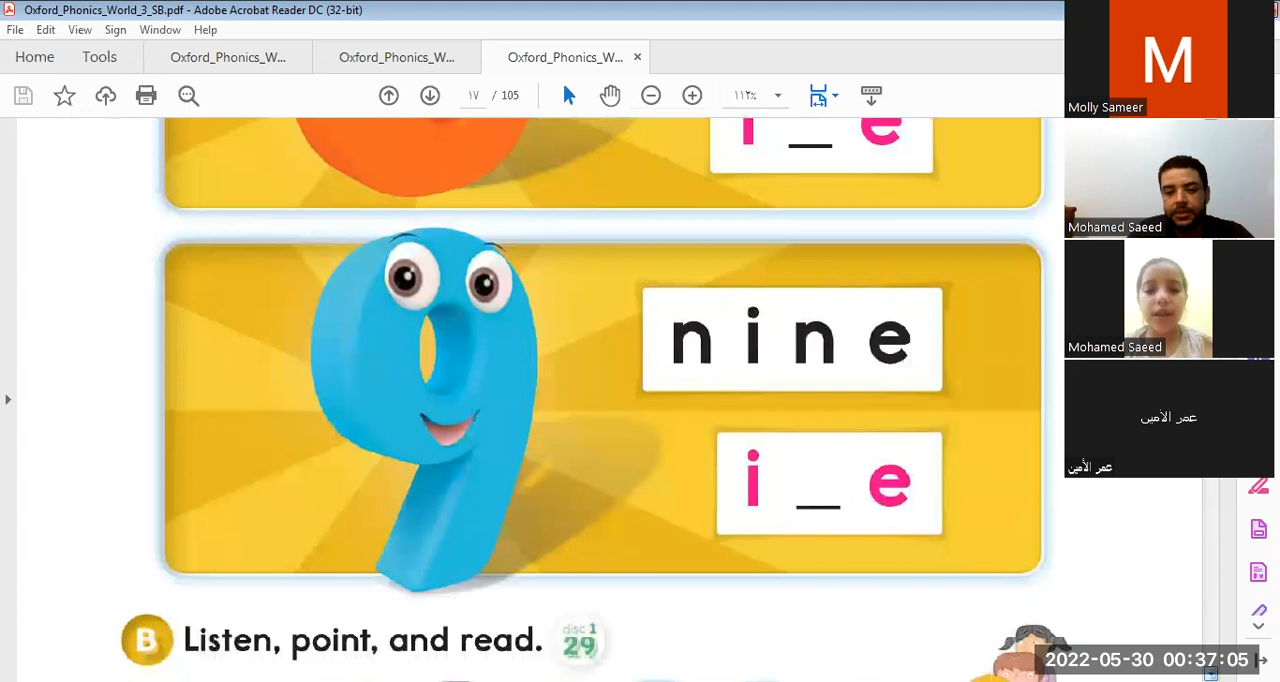 Oxford_Phonics_World_3_SB.pdf - Adobe Acrobat Reader DC (32-bit)
File Edit View Sign Window Help
Home Tools Oxford_Phonics_W... Oxford_Phonics_W... Oxford_Phonics_W... ×
١٧ / 105 ١١٢٪
i _ e
nine
i _ e
B Listen, point, and read. disc 1 29
M
Molly Sameer
Mohamed Saeed
Mohamed Saeed
عمر الأمين
عمر الأمين
2022-05-30 00:37:05